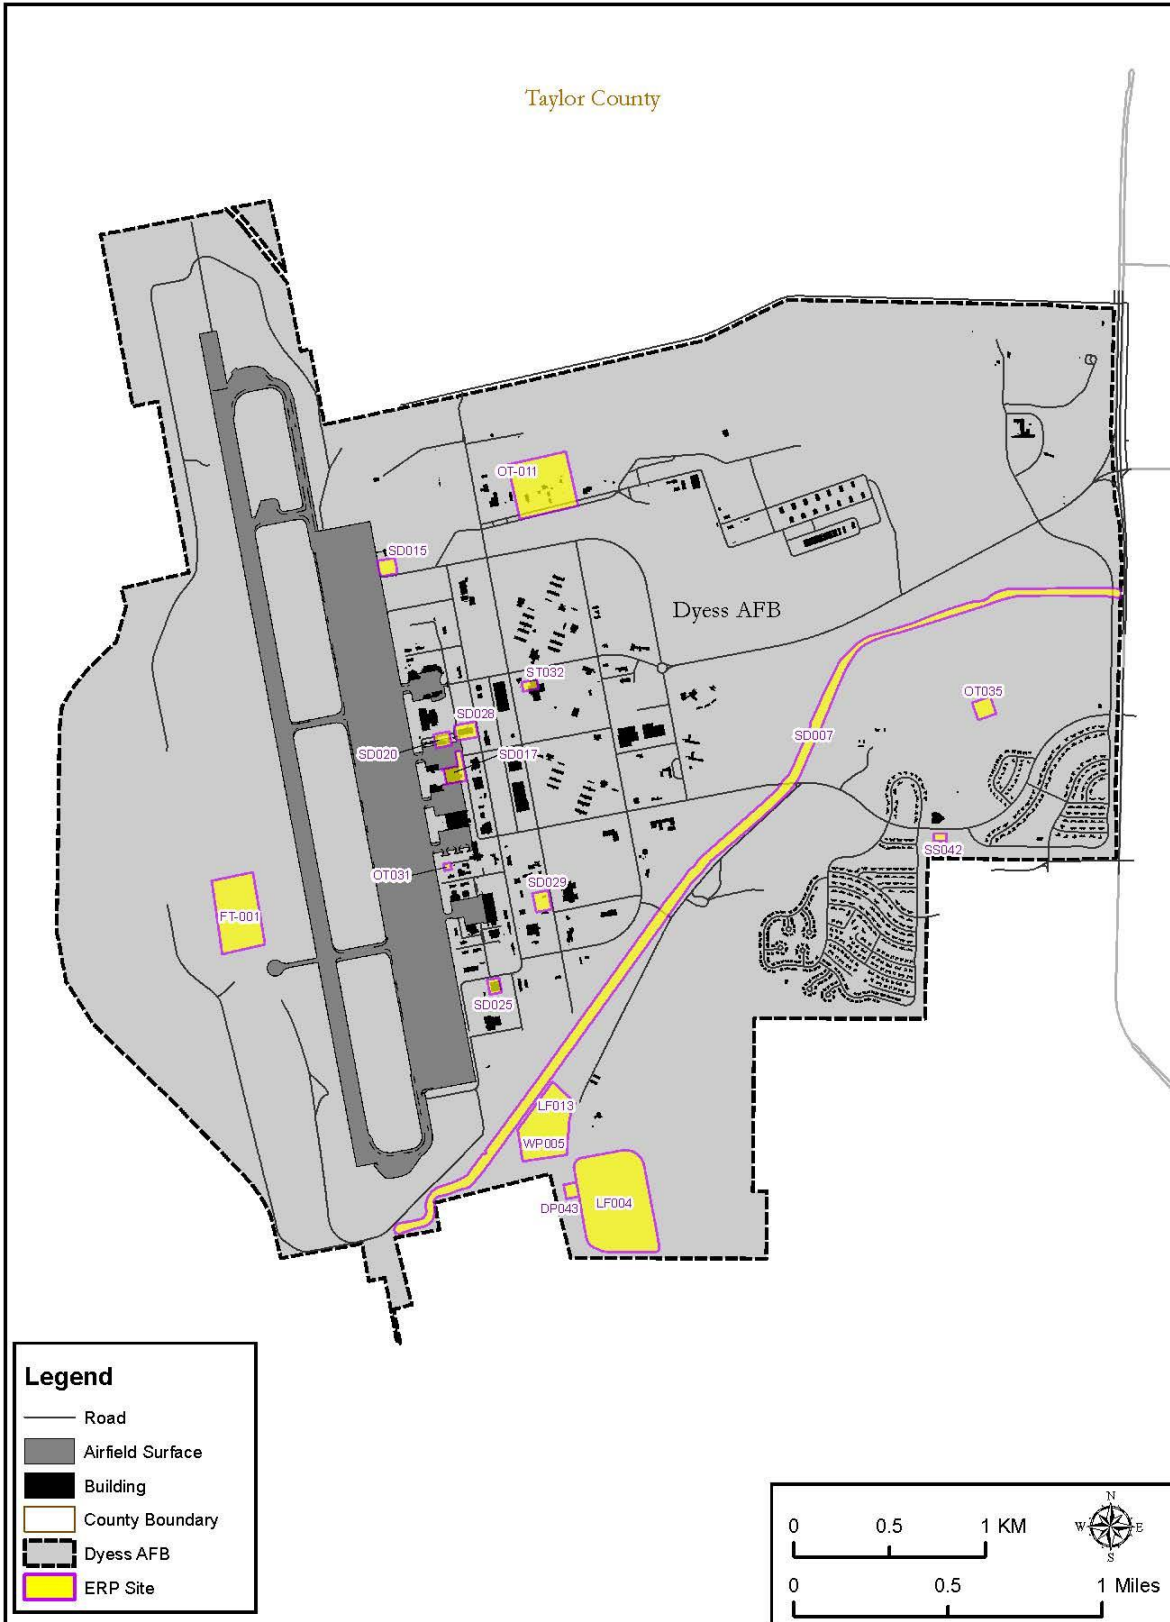 Taylor County
OT-011
SD015
Dyess AFB
ST032
OT035
SD028
SD020
SD017
SD007
SS042
OT031
SD029
FT-001
SD025
LF013
WP005
DP043
LF004
Legend
Road
Airfield Surface
Building
County Boundary
Dyess AFB
ERP Site
0 0.5 1 KM
N
W E
S
0 0.5 1 Miles